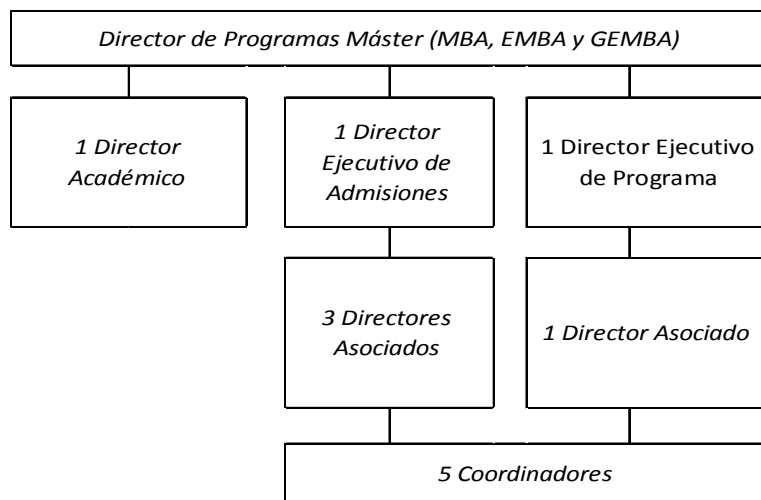 Director de Programas Máster (MBA, EMBA y GEMBA)
1 Director
Académico
1 Director
Ejecutivo de
Admisiones
1 Director Ejecutivo
de Programa
3 Directores
Asociados
1 Director Asociado
5 Coordinadores